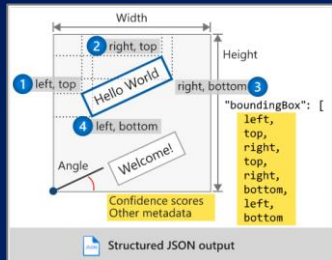 Width
2 right, top
Height
1 left, top
Hello World
right, bottom 3
"boundingBox": [
left,
top,
right,
top,
right,
bottom,
left,
bottom
4 left, bottom
Angle
Welcome!
Confidence scores
Other metadata
JSON
Structured JSON output